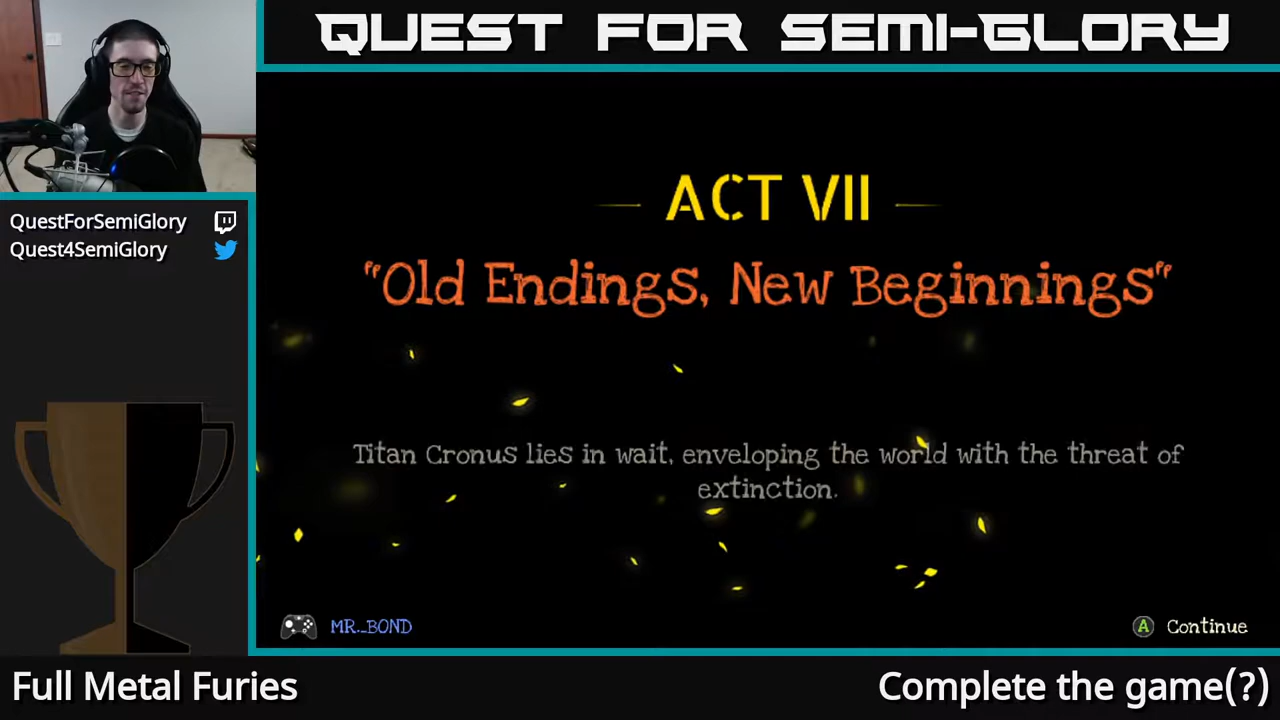 QUEST FOR SEMI-GLORY
QuestForSemiGlory
Quest4SemiGlory
ACT VII
"Old Endings, New Beginnings"
Titan Cronus lies in wait, enveloping the world with the threat of
extinction.
MR._BOND
A Continue
Full Metal Furies
Complete the game(?)